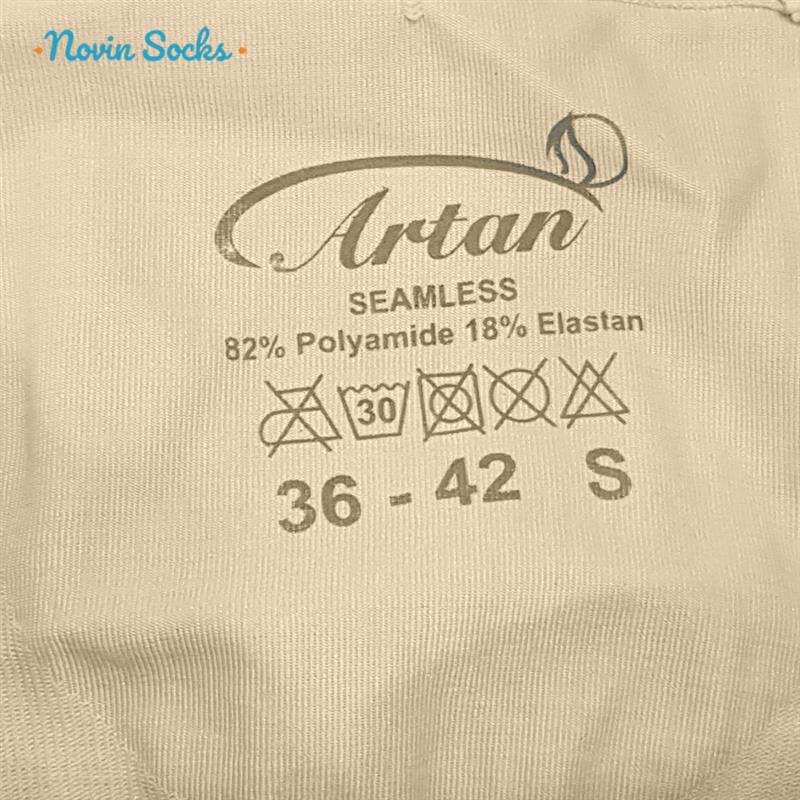 Novin Socks
Artan
SEAMLESS
82% Polyamide 18% Elastan
30
36 - 42 S